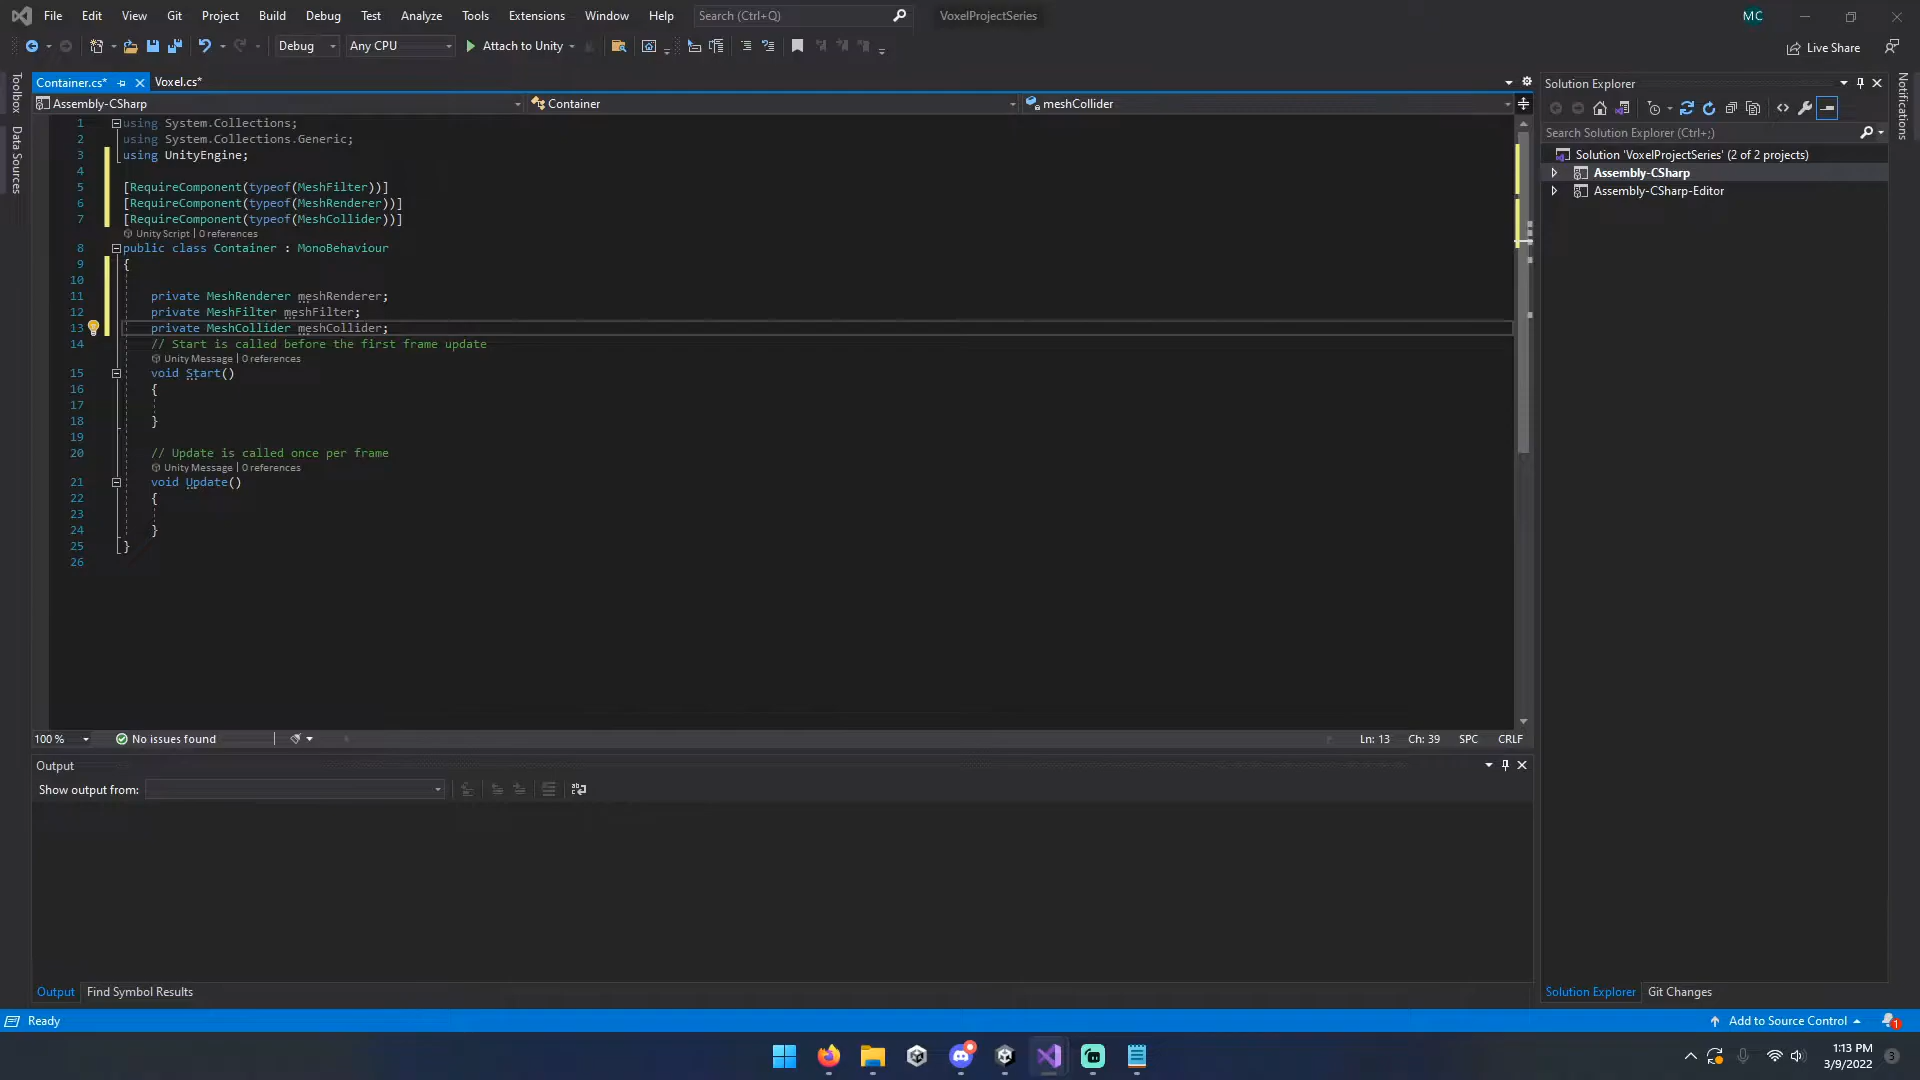 File Edit View Git Project Build Debug Test Analyze Tools Extensions Window Help Search (Ctrl+Q) VoxelProjectSeries MC
Debug Any CPU Attach to Unity Live Share
Container.cs* Voxel.cs*
Assembly-CSharp Container meshCollider
1 using System.Collections;
2 using System.Collections.Generic;
3 using UnityEngine;
4
5 [RequireComponent(typeof(MeshFilter))]
6 [RequireComponent(typeof(MeshRenderer))]
7 [RequireComponent(typeof(MeshCollider))]
Unity Script | 0 references
8 public class Container : MonoBehaviour
9 {
10
11 private MeshRenderer meshRenderer;
12 private MeshFilter meshFilter;
13 private MeshCollider meshCollider;
14 // Start is called before the first frame update
Unity Message | 0 references
15 void Start()
16 {
17
18 }
19
20 // Update is called once per frame
Unity Message | 0 references
21 void Update()
22 {
23
24 }
25 }
26
100 % No issues found Ln: 13 Ch: 39 SPC CRLF
Output
Show output from:
Output Find Symbol Results
Toolbox
Data Sources
Solution Explorer
Search Solution Explorer (Ctrl+;)
Solution 'VoxelProjectSeries' (2 of 2 projects)
Assembly-CSharp
Assembly-CSharp-Editor
Solution Explorer Git Changes
Notifications
Ready Add to Source Control 1
1:13 PM
3/9/2022
3